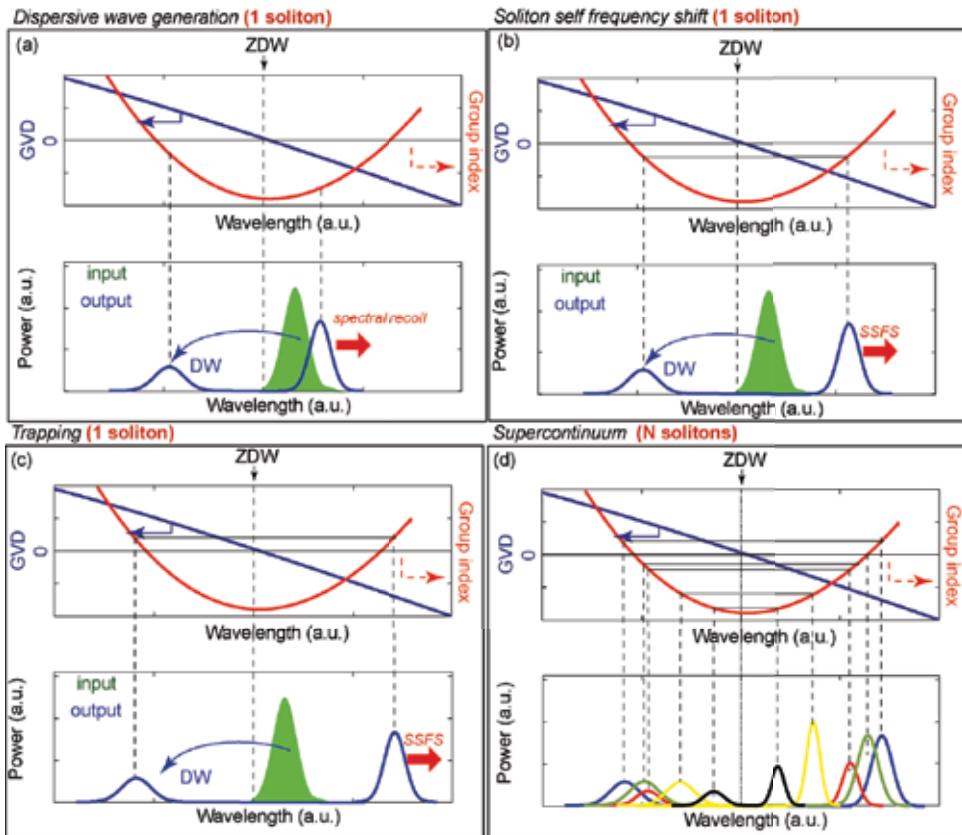 Dispersive wave generation (1 soliton)
(a)
ZDW
GVD
0
Group index
Wavelength (a.u.)
Power (a.u.)
input
output
spectral recoil
DW
Wavelength (a.u.)
Soliton self frequency shift (1 soliton)
(b)
ZDW
GVD
0
Group index
Wavelength (a.u.)
Power (a.u.)
input
output
SSFS
DW
Wavelength (a.u.)
Trapping (1 soliton)
(c)
ZDW
GVD
0
Group index
Wavelength (a.u.)
Power (a.u.)
input
output
SSFS
DW
Wavelength (a.u.)
Supercontinuum (N solitons)
(d)
ZDW
GVD
0
Group index
Wavelength (a.u.)
Power (a.u.)
Wavelength (a.u.)